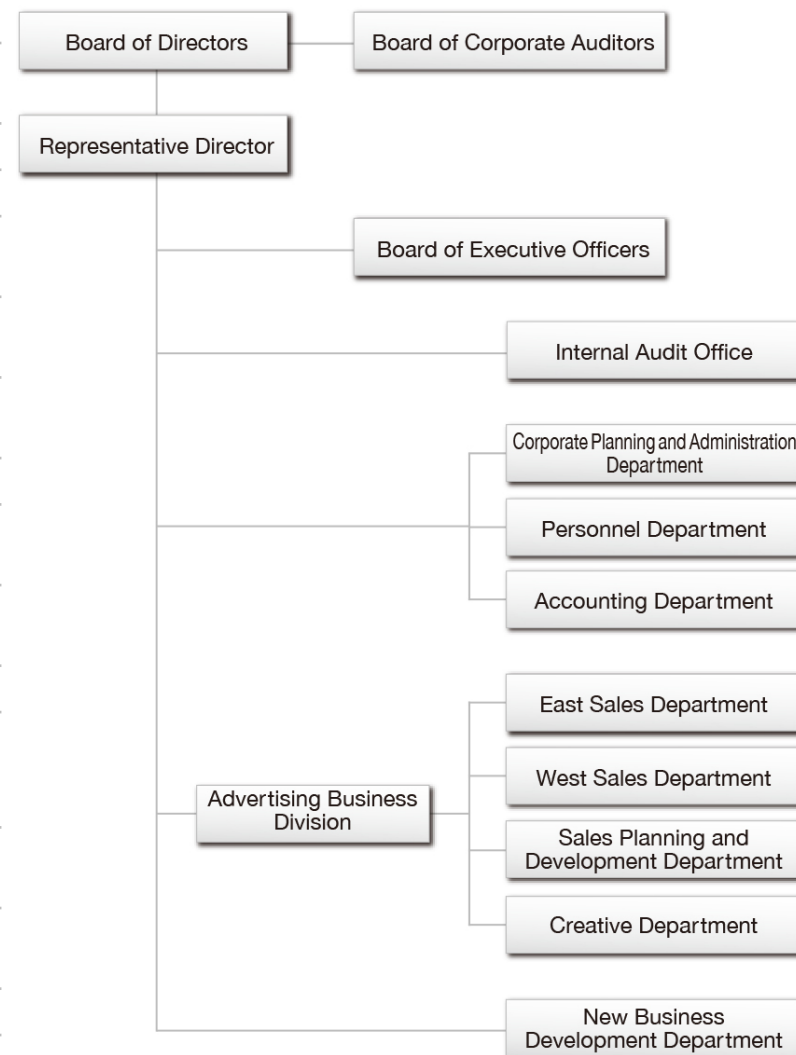 Board of Directors
Board of Corporate Auditors
Representative Director
Board of Executive Officers
Internal Audit Office
Corporate Planning and Administration
Department
Personnel Department
Accounting Department
East Sales Department
West Sales Department
Advertising Business
Division
Sales Planning and
Development Department
Creative Department
New Business
Development Department